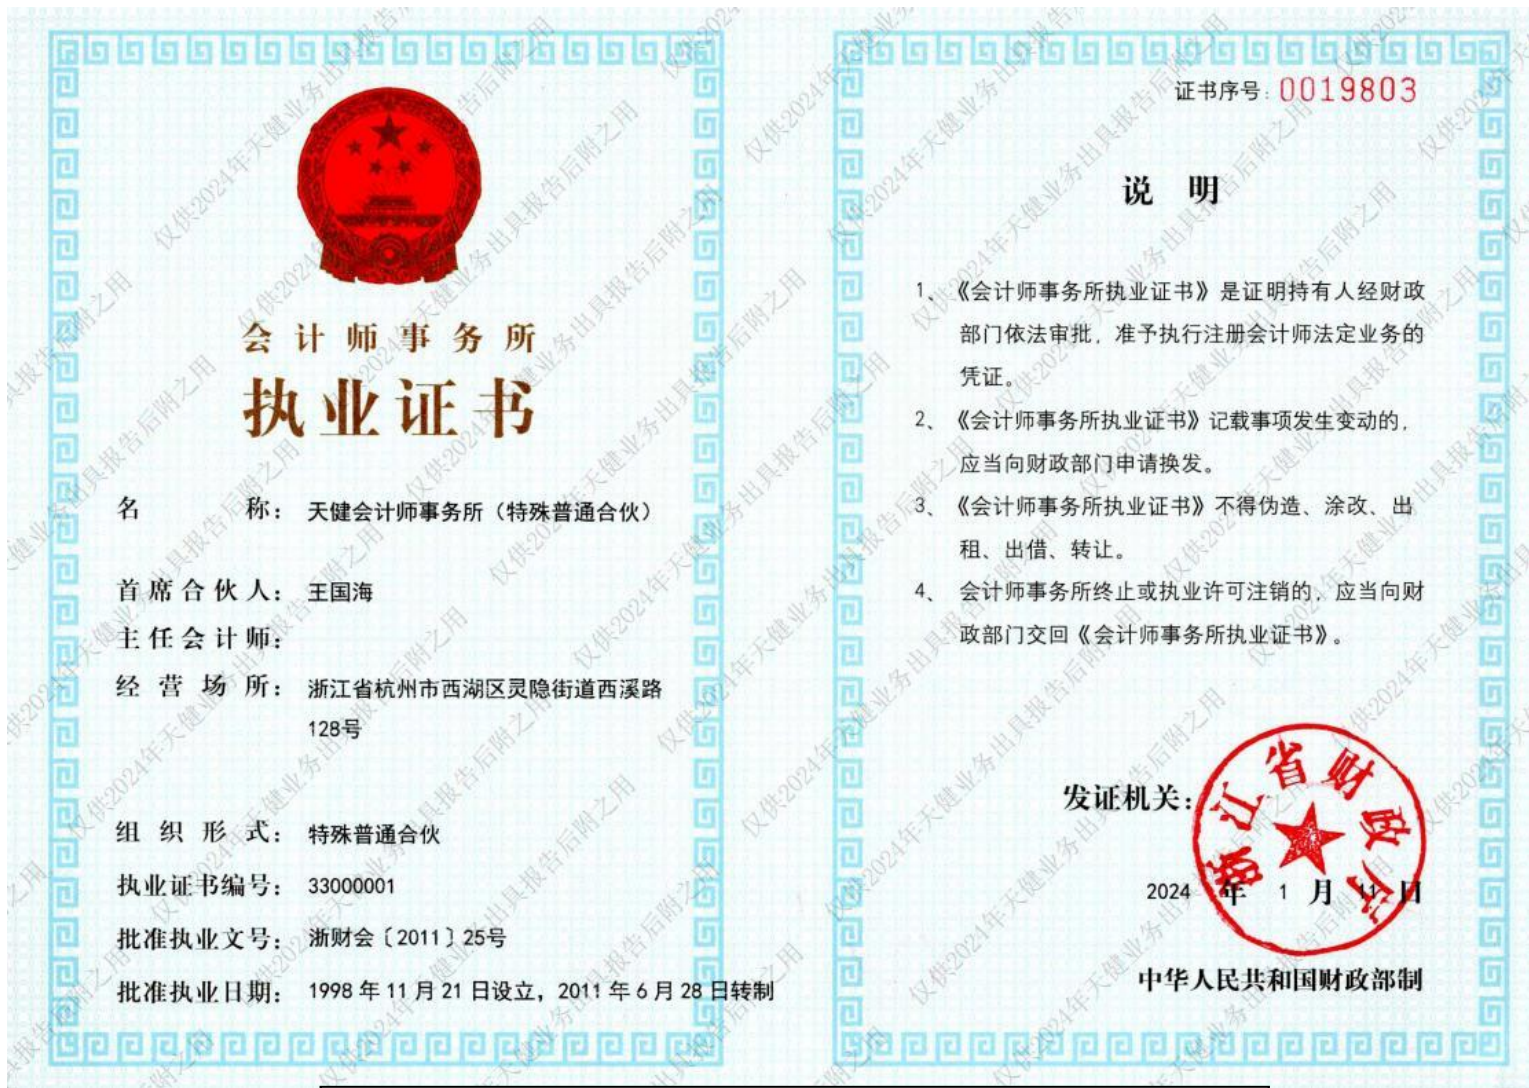 会计师事务所
执业证书
名称：天健会计师事务所（特殊普通合伙）
首席合伙人：王国海
主任会计师：
经营场所：浙江省杭州市西湖区灵隐街道西溪路
128号
组织形式：特殊普通合伙
执业证书编号：33000001
批准执业文号：浙财会〔2011〕25号
批准执业日期：1998年11月21日设立，2011年6月28日转制
证书序号：0019803
说明
1、《会计师事务所执业证书》是证明持有人经财政
部门依法审批，准予执行注册会计师法定业务的
凭证。
2、《会计师事务所执业证书》记载事项发生变动的，
应当向财政部门申请换发。
3、《会计师事务所执业证书》不得伪造、涂改、出
租、出借、转让。
4、会计师事务所终止或执业许可注销的，应当向财
政部门交回《会计师事务所执业证书》。
发证机关：
浙江省财政厅
2024年1月11日
中华人民共和国财政部制
仅供2024年天健业务出具报告后附之用